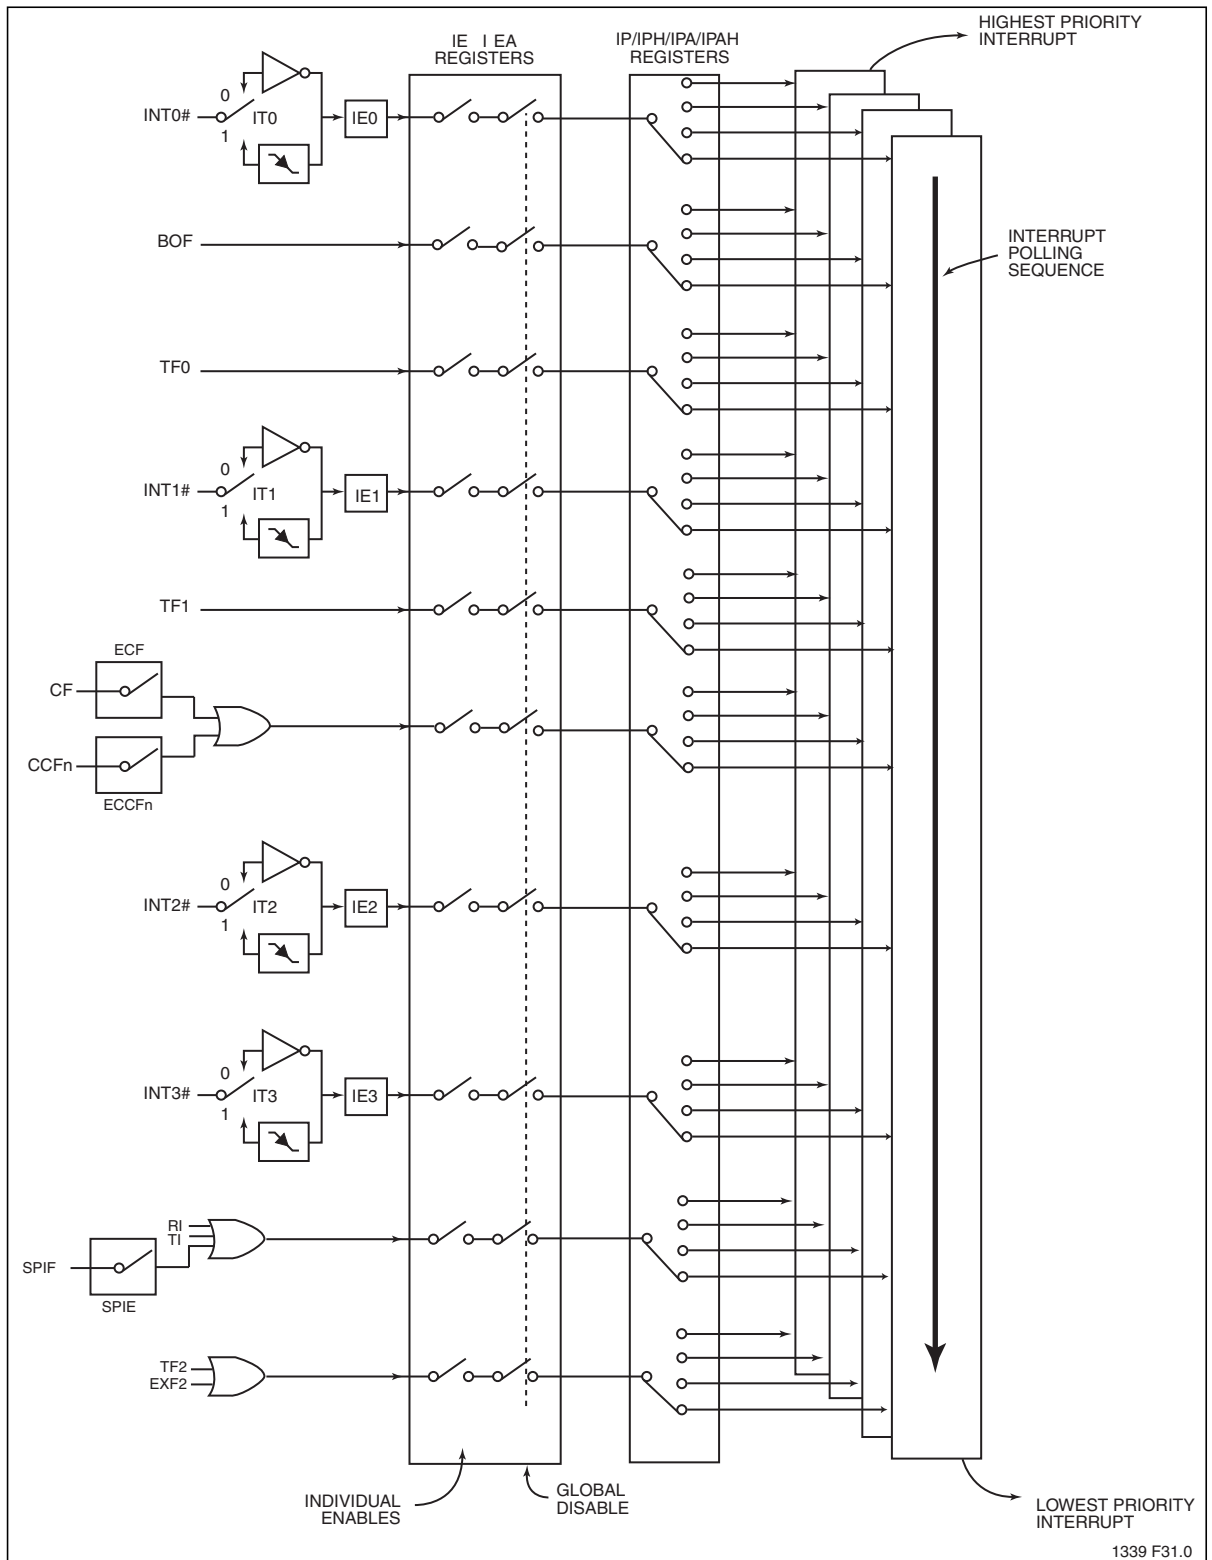 HIGHEST PRIORITY
INTERRUPT
IE I EA
REGISTERS
IP/IPH/IPA/IPAH
REGISTERS
INT0#
0
1
IT0
IE0
BOF
INTERRUPT
POLLING
SEQUENCE
TF0
INT1#
0
1
IT1
IE1
TF1
ECF
CF
CCFn
ECCFn
INT2#
0
1
IT2
IE2
INT3#
0
1
IT3
IE3
RI
TI
SPIF
SPIE
TF2
EXF2
INDIVIDUAL
ENABLES
GLOBAL
DISABLE
LOWEST PRIORITY
INTERRUPT
1339 F31.0